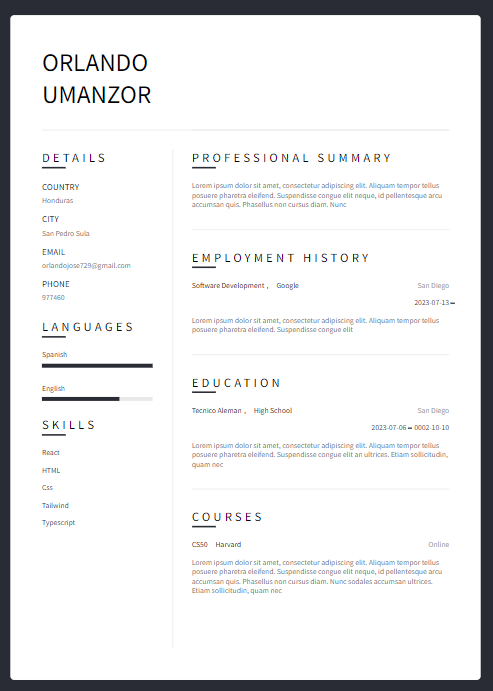 ORLANDO
UMANZOR
DETAILS
COUNTRY
Honduras
CITY
San Pedro Sula
EMAIL
orlandojose729@gmail.com
PHONE
977460
LANGUAGES
Spanish
English
SKILLS
React
HTML
Css
Tailwind
Typescript
PROFESSIONAL SUMMARY
Lorem ipsum dolor sit amet, consectetur adipiscing elit. Aliquam tempor tellus
posuere pharetra eleifend. Suspendisse congue elit neque, id pellentesque arcu
accumsan quis. Phasellus non cursus diam. Nunc
EMPLOYMENT HISTORY
Software Development , Google San Diego
2023-07-13 –
Lorem ipsum dolor sit amet, consectetur adipiscing elit. Aliquam tempor tellus
posuere pharetra eleifend. Suspendisse congue elit
EDUCATION
Tecnico Aleman , High School San Diego
2023-07-06 – 0002-10-10
Lorem ipsum dolor sit amet, consectetur adipiscing elit. Aliquam tempor tellus
posuere pharetra eleifend. Suspendisse congue elit an ultrices. Etiam sollicitudin,
quam nec
COURSES
CS50 Harvard Online
Lorem ipsum dolor sit amet, consectetur adipiscing elit. Aliquam tempor tellus
posuere pharetra eleifend. Suspendisse congue elit neque, id pellentesque arcu
accumsan quis. Phasellus non cursus diam. Nunc sodales accumsan ultrices.
Etiam sollicitudin, quam nec